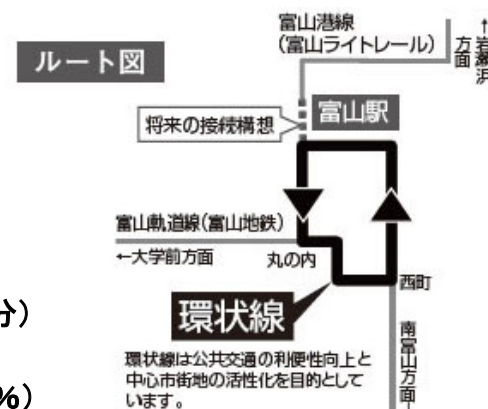 ルート図
富山港線
(富山ライトレール)
↑岩瀬浜
方面
将来の接続構想
富山駅
富山軌道線(富山地鉄)
←大学前方面
丸の内
西町
環状線
南富山方面
環状線は公共交通の利便性向上と
中心市街地の活性化を目的として
います。
分)
%)